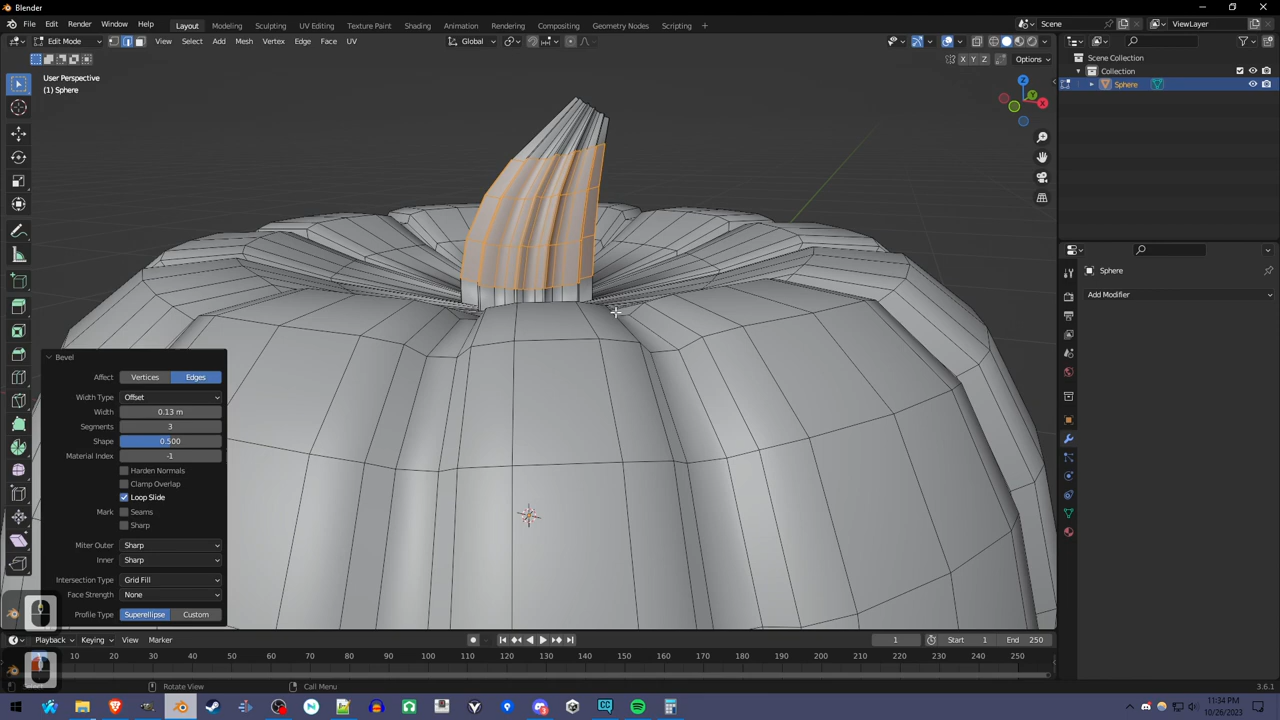 Blender
File Edit Render Window Help Layout Modeling Sculpting UV Editing Texture Paint Shading Animation Rendering Compositing Geometry Nodes Scripting + Scene ViewLayer
Edit Mode View Select Add Mesh Vertex Edge Face UV Global
X Y Z Options
User Perspective
(1) Sphere
Scene Collection
Collection
Sphere
Z
Y
X
Sphere
Add Modifier
Bevel
Affect Vertices Edges
Width Type Offset
Width 0.13 m
Segments 3
Shape 0.500
Material Index -1
Harden Normals
Clamp Overlap
Loop Slide
Mark Seams
Sharp
Miter Outer Sharp
Inner Sharp
Intersection Type Grid Fill
Face Strength None
Profile Type Superellipse Custom
Playback Keying View Marker 1 Start 1 End 250
10 20 30 40 50 60 70 80 90 100 110 120 130 140 150 160 170 180 190 200 210 220 230 240 250
Rotate View Call Menu 3.6.1
11:34 PM
10/26/2023